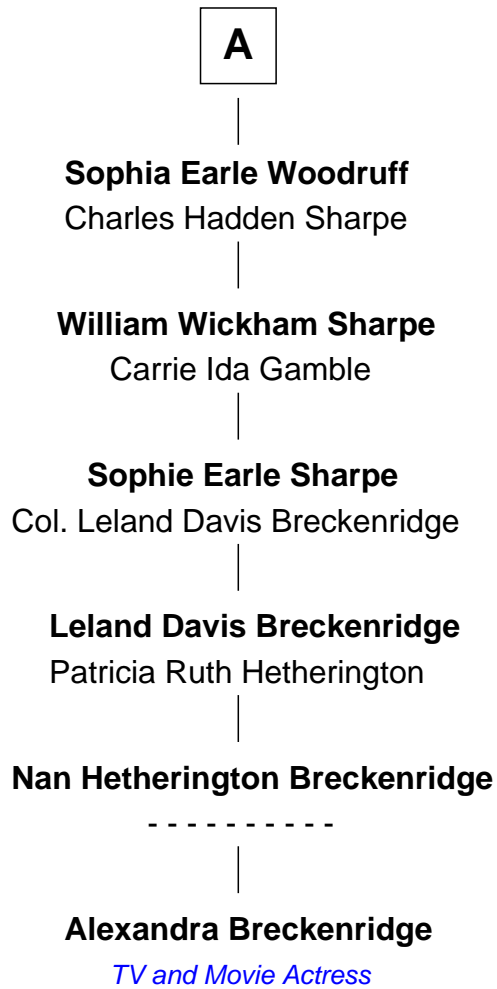 A
Sophia Earle Woodruff
Charles Hadden Sharpe
William Wickham Sharpe
Carrie Ida Gamble
Sophie Earle Sharpe
Col. Leland Davis Breckenridge
Leland Davis Breckenridge
Patricia Ruth Hetherington
Nan Hetherington Breckenridge
- - - - - - - - - -
Alexandra Breckenridge
TV and Movie Actress